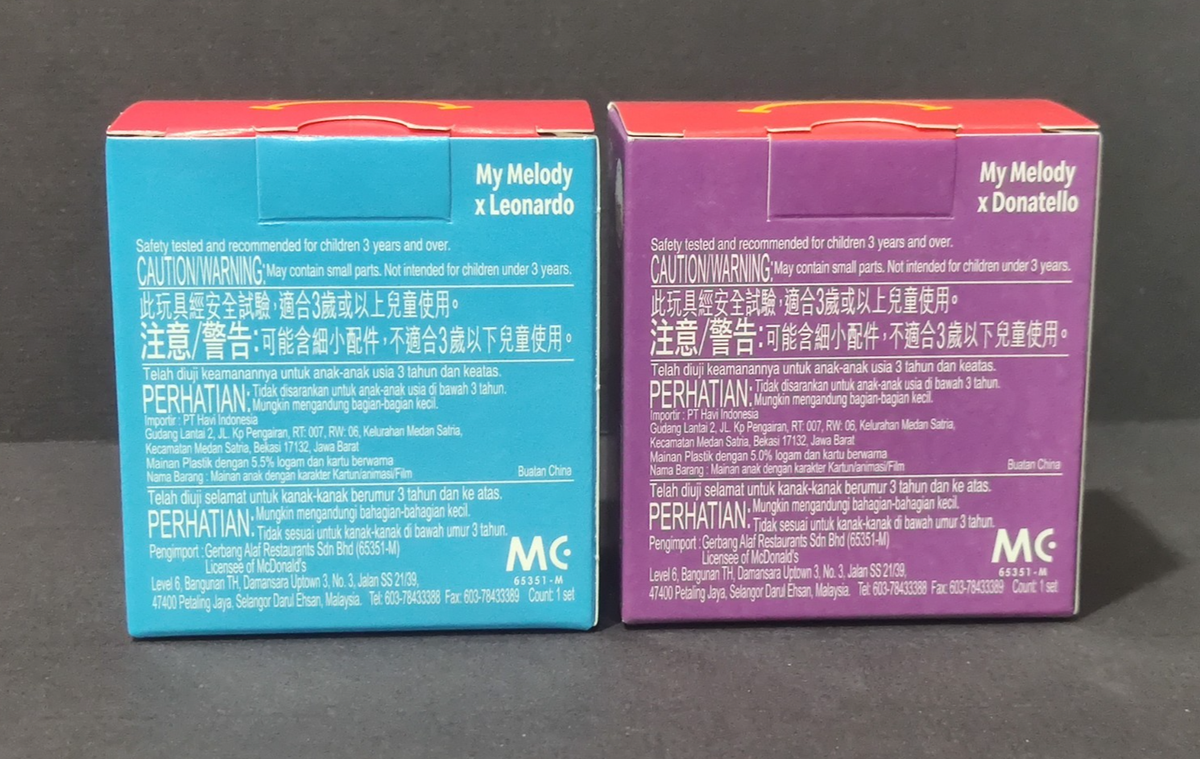 My Melody
x Leonardo
Safety tested and recommended for children 3 years and over.
CAUTION/WARNING: May contain small parts. Not intended for children under 3 years.
此玩具經安全試驗，適合3歲或以上兒童使用。
注意/警告：可能含細小配件，不適合3歲以下兒童使用。
Telah diuji keamanannya untuk anak-anak usia 3 tahun dan keatas.
PERHATIAN: Tidak disarankan untuk anak-anak usia di bawah 3 tahun.
Mungkin mengandung bagian-bagian kecil.
Importir : PT Havi Indonesia
Gudang Lantai 2, JL. Kp Pengairan, RT: 007, RW: 06, Kelurahan Medan Satria,
Kecamatan Medan Satria, Bekasi 17132, Jawa Barat
Mainan Plastik dengan 5.5% logam dan kartu berwarna
Nama Barang : Mainan anak dengan karakter Kartun/animasi/Film Buatan China
Telah diuji selamat untuk kanak-kanak berumur 3 tahun dan ke atas.
PERHATIAN: Mungkin mengandungi bahagian-bahagian kecil.
Tidak sesuai untuk kanak-kanak di bawah umur 3 tahun.
Pengimport : Gerbang Alaf Restaurants Sdn Bhd (65351-M)
Licensee of McDonald's
MC
65351-M
Level 6, Bangunan TH, Damansara Uptown 3, No. 3, Jalan SS 21/39,
47400 Petaling Jaya, Selangor Darul Ehsan, Malaysia. Tel: 603-78433388 Fax: 603-78433389 Count: 1 set
My Melody
x Donatello
Safety tested and recommended for children 3 years and over.
CAUTION/WARNING: May contain small parts. Not intended for children under 3 years.
此玩具經安全試驗，適合3歲或以上兒童使用。
注意/警告：可能含細小配件，不適合3歲以下兒童使用。
Telah diuji keamanannya untuk anak-anak usia 3 tahun dan keatas.
PERHATIAN: Tidak disarankan untuk anak-anak usia di bawah 3 tahun.
Mungkin mengandung bagian-bagian kecil.
Importir : PT Havi Indonesia
Gudang Lantai 2, JL. Kp Pengairan, RT: 007, RW: 06, Kelurahan Medan Satria,
Kecamatan Medan Satria, Bekasi 17132, Jawa Barat
Mainan Plastik dengan 5.0% logam dan kartu berwarna
Nama Barang : Mainan anak dengan karakter Kartun/animasi/Film Buatan China
Telah diuji selamat untuk kanak-kanak berumur 3 tahun dan ke atas.
PERHATIAN: Mungkin mengandungi bahagian-bahagian kecil.
Tidak sesuai untuk kanak-kanak di bawah umur 3 tahun.
Pengimport : Gerbang Alaf Restaurants Sdn Bhd (65351-M)
Licensee of McDonald's
MC
65351-M
Level 6, Bangunan TH, Damansara Uptown 3, No. 3, Jalan SS 21/39,
47400 Petaling Jaya, Selangor Darul Ehsan, Malaysia. Tel: 603-78433388 Fax: 603-78433389 Count: 1 set